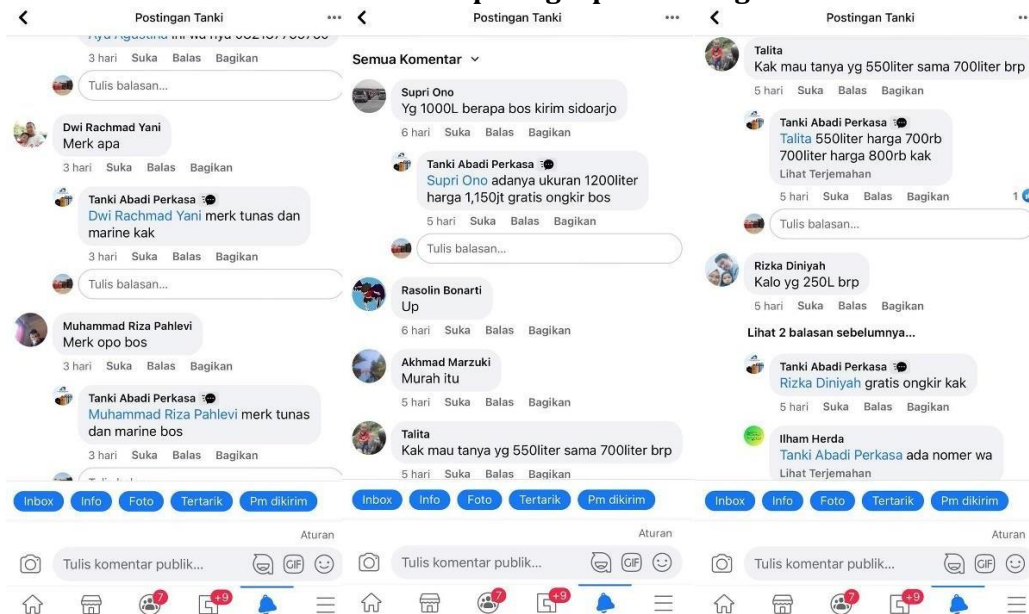 Postingan Tanki
3 hari Suka Balas Bagikan
Tulis balasan...
Dwi Rachmad Yani
Merk apa
3 hari Suka Balas Bagikan
Tanki Abadi Perkasa
Dwi Rachmad Yani merk tunas dan
marine kak
3 hari Suka Balas Bagikan
Tulis balasan...
Muhammad Riza Pahlevi
Merk opo bos
3 hari Suka Balas Bagikan
Tanki Abadi Perkasa
Muhammad Riza Pahlevi merk tunas
dan marine bos
3 hari Suka Balas Bagikan
Inbox Info Foto Tertarik Pm dikirim
Aturan
Tulis komentar publik... GIF
7 +9
Postingan Tanki
Semua Komentar
Supri Ono
Yg 1000L berapa bos kirim sidoarjo
6 hari Suka Balas Bagikan
Tanki Abadi Perkasa
Supri Ono adanya ukuran 1200liter
harga 1,150jt gratis ongkir bos
5 hari Suka Balas Bagikan
Tulis balasan...
Rasolin Bonarti
Up
6 hari Suka Balas Bagikan
Akhmad Marzuki
Murah itu
5 hari Suka Balas Bagikan
Talita
Kak mau tanya yg 550liter sama 700liter brp
5 hari Suka Balas Bagikan
Inbox Info Foto Tertarik Pm dikirim
Aturan
Tulis komentar publik... GIF
7 +9
Postingan Tanki
Talita
Kak mau tanya yg 550liter sama 700liter brp
5 hari Suka Balas Bagikan
Tanki Abadi Perkasa
Talita 550liter harga 700rb
700liter harga 800rb kak
Lihat Terjemahan
5 hari Suka Balas Bagikan 1
Tulis balasan...
Rizka Diniyah
Kalo yg 250L brp
5 hari Suka Balas Bagikan
Lihat 2 balasan sebelumnya...
Tanki Abadi Perkasa
Rizka Diniyah gratis ongkir kak
5 hari Suka Balas Bagikan
Ilham Herda
Tanki Abadi Perkasa ada nomer wa
Lihat Terjemahan
Inbox Info Foto Tertarik Pm dikirim
Aturan
Tulis komentar publik... GIF
7 +9